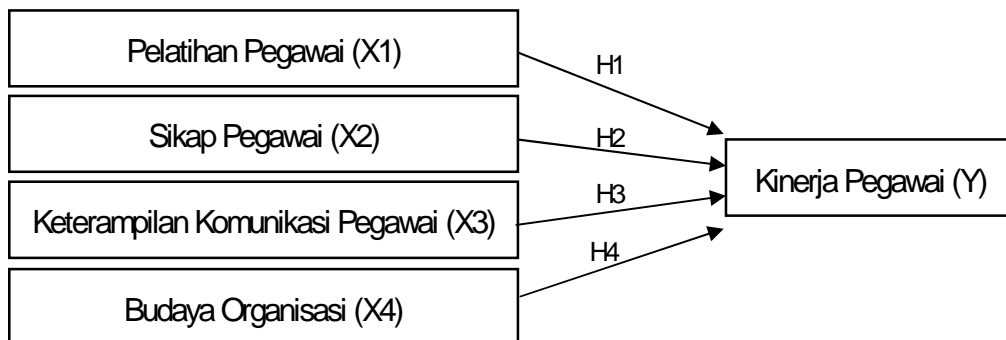 Pelatihan Pegawai (X1)
H1
Sikap Pegawai (X2)
H2
Kinerja Pegawai (Y)
H3
Keterampilan Komunikasi Pegawai (X3)
H4
Budaya Organisasi (X4)